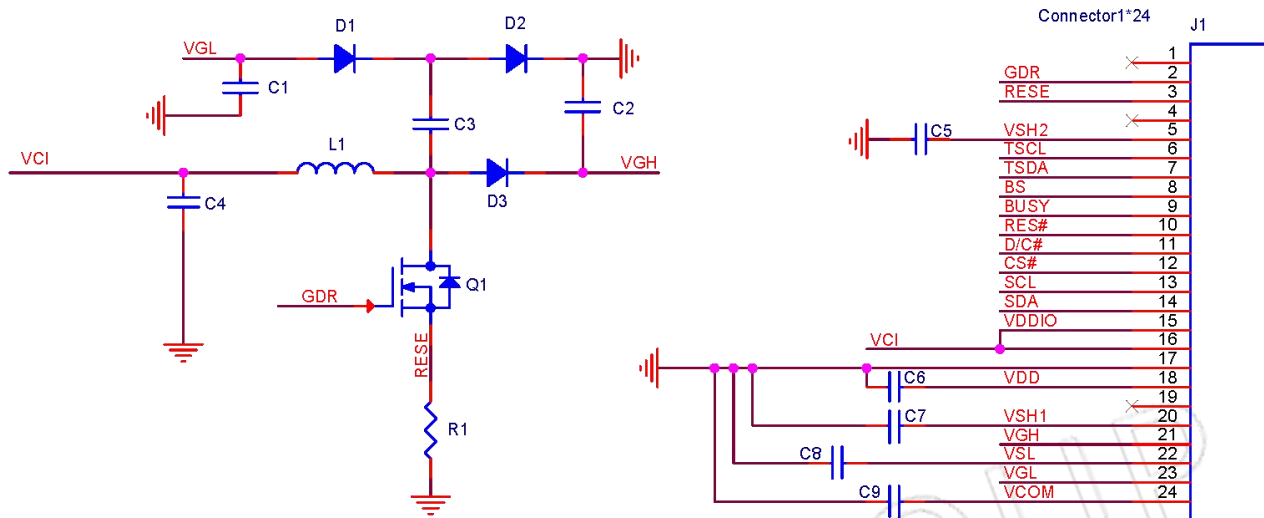 Connector1*24
J1
D1
D2
VGL
C1
C2
C3
VCI
L1
VGH
D3
C4
Q1
GDR
RESE
R1
1
GDR 2
RESE 3
4
C5 VSH2 5
TSCL 6
TSDA 7
BS 8
BUSY 9
RES# 10
D/C# 11
CS# 12
SCL 13
SDA 14
VDDIO 15
VCI 16
17
C6 VDD 18
19
C7 VSH1 20
VGH 21
C8 VSL 22
VGL 23
C9 VCOM 24